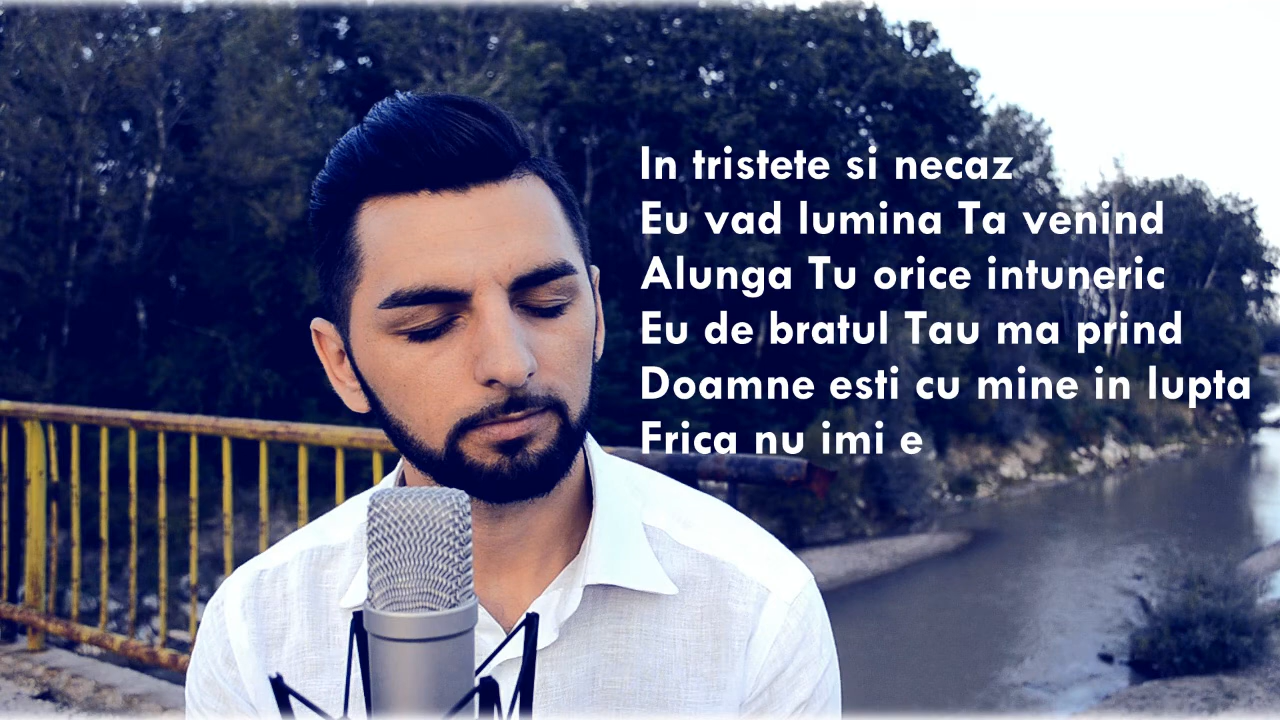 In tristete si necaz
Eu vad lumina Ta venind
Alunga Tu orice intuneric
Eu de bratul Tau ma prind
Doamne esti cu mine in lupta
Frica nu imi e